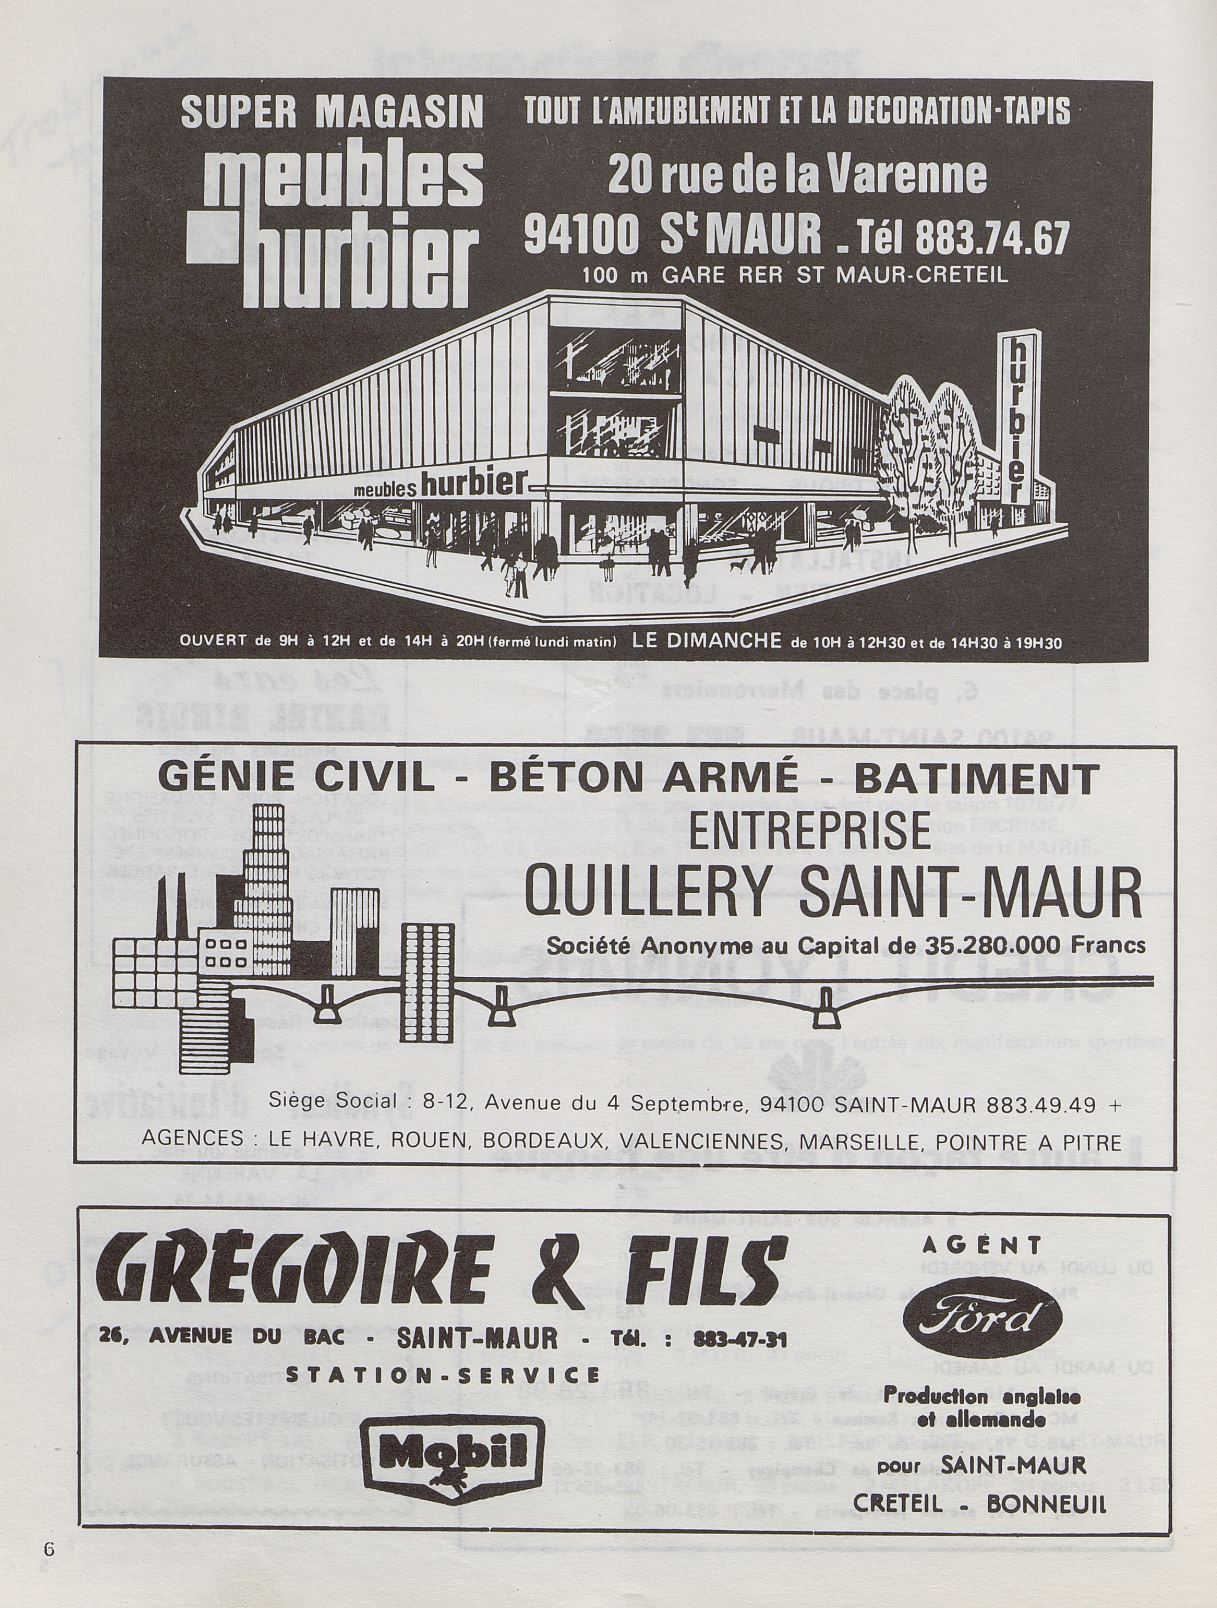 SUPER MAGASIN
meubles
hurbier
TOUT L'AMEUBLEMENT ET LA DECORATION-TAPIS
20 rue de la Varenne
94100 St MAUR - Tél 883.74.67
100 m GARE RER ST MAUR-CRETEIL
hurbier
meubles hurbier
OUVERT de 9H à 12H et de 14H à 20H (fermé lundi matin) LE DIMANCHE de 10H à 12H30 et de 14H30 à 19H30
GÉNIE CIVIL - BÉTON ARMÉ - BATIMENT
ENTREPRISE
QUILLERY SAINT-MAUR
Société Anonyme au Capital de 35.280.000 Francs
Siège Social : 8-12, Avenue du 4 Septembre, 94100 SAINT-MAUR 883.49.49 +
AGENCES : LE HAVRE, ROUEN, BORDEAUX, VALENCIENNES, MARSEILLE, POINTRE A PITRE
GRÉGOIRE & FILS
26, AVENUE DU BAC - SAINT-MAUR - Tél. : 883-47-31
STATION-SERVICE
Mobil
AGENT
Ford
Production anglaise
et allemande
pour SAINT-MAUR
CRETEIL - BONNEUIL
6